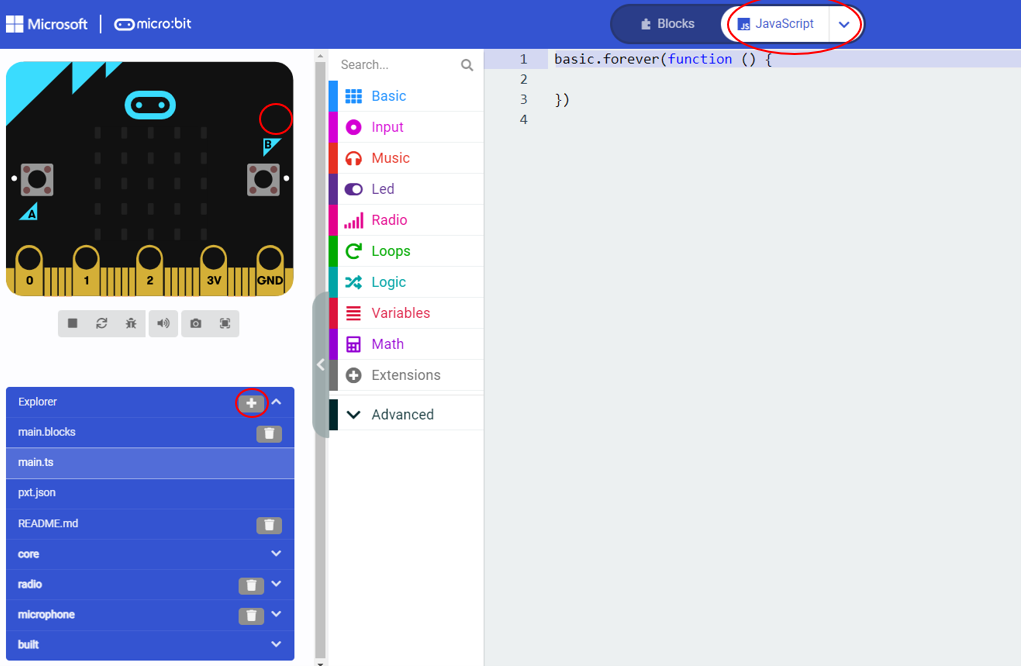 Microsoft
micro:bit
Blocks
JS JavaScript
B
A
0 1 2 3V GND
Explorer
main.blocks
main.ts
pxt.json
README.md
core
radio
microphone
built
Search...
Basic
Input
Music
Led
Radio
Loops
Logic
Variables
Math
Extensions
Advanced
1 basic.forever(function () {
2
3 })
4